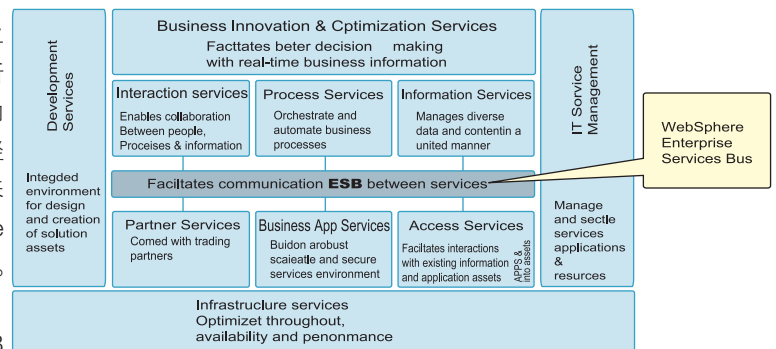 Business Innovation & Cptimization Services
Facttates beter decision making
with real-time business information
Development
Services
Integded
environment
for design
and creation
of solution
assets
Interaction services
Enables collaboration
Between people,
Proceises & information
Process Services
Orchestrate and
automate business
processes
Information Services
Manages diverse
data and contentin a
united manner
IT Sorvice
Management
Manage
and sectle
services
applications
&
resurces
WebSphere
Enterprise
Services Bus
Faciltates communication ESB between services
Partner Services
Comed with trading
partners
Business App Services
Buidon arobust
scaieatle and secure
services environment
Access Services
Facilitates interactions
with existing information
and application assets
APPS &
into assets
Infrastruclure services
Optimizet throughout,
availability and penonmance